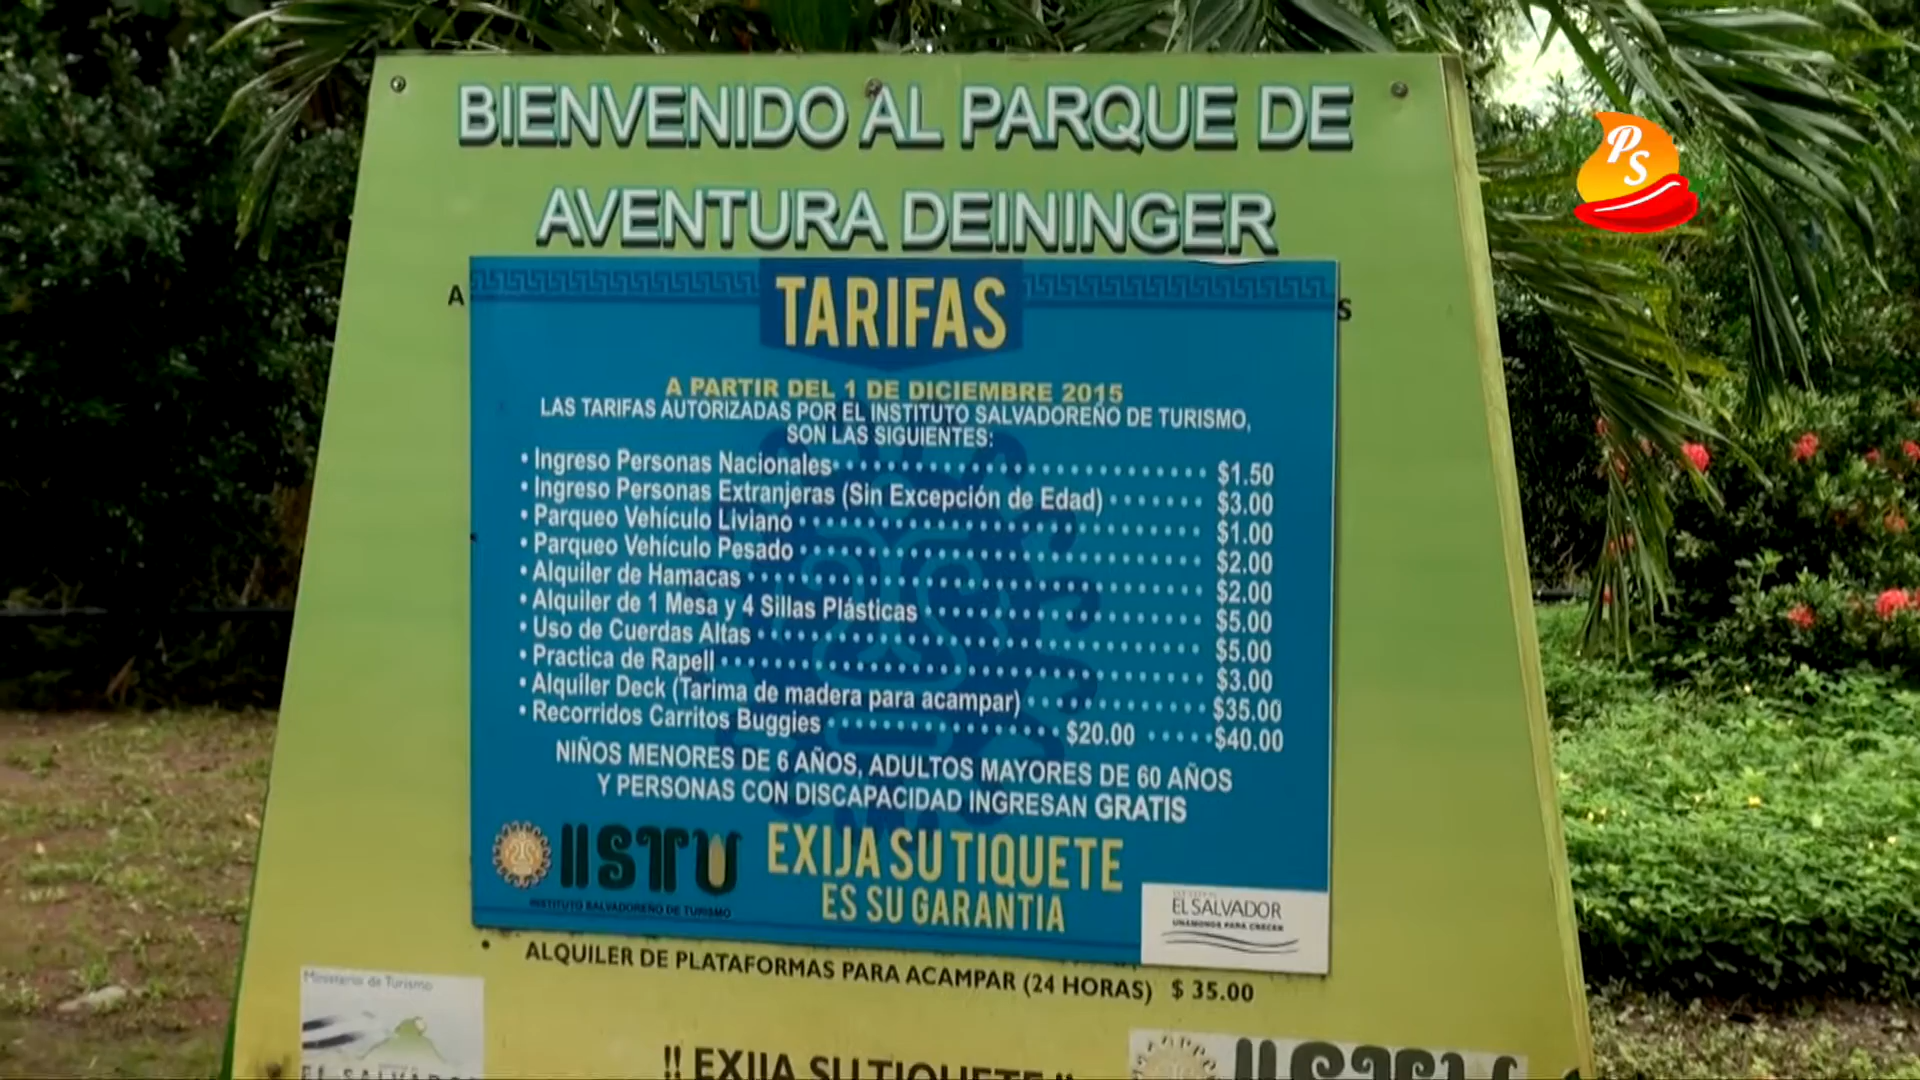 BIENVENIDO AL PARQUE DE
AVENTURA DEININGER
PS
A S
TARIFAS
A PARTIR DEL 1 DE DICIEMBRE 2015
LAS TARIFAS AUTORIZADAS POR EL INSTITUTO SALVADOREÑO DE TURISMO,
SON LAS SIGUIENTES:
• Ingreso Personas Nacionales $1.50
• Ingreso Personas Extranjeras (Sin Excepción de Edad) $3.00
• Parqueo Vehículo Liviano $1.00
• Parqueo Vehículo Pesado $2.00
• Alquiler de Hamacas $2.00
• Alquiler de 1 Mesa y 4 Sillas Plásticas $5.00
• Uso de Cuerdas Altas $5.00
• Practica de Rapell $3.00
• Alquiler Deck (Tarima de madera para acampar) $35.00
• Recorridos Carritos Buggies $20.00 $40.00
NIÑOS MENORES DE 6 AÑOS, ADULTOS MAYORES DE 60 AÑOS
Y PERSONAS CON DISCAPACIDAD INGRESAN GRATIS
ISTU
INSTITUTO SALVADOREÑO DE TURISMO
EXIJA SU TIQUETE
ES SU GARANTIA
EL SALVADOR
UNÁMONOS PARA CRECER
• ALQUILER DE PLATAFORMAS PARA ACAMPAR (24 HORAS) $ 35.00
Ministerio de Turismo
EL SALVADOR
!! EXIJA SU TIQUETE !!
ISTU